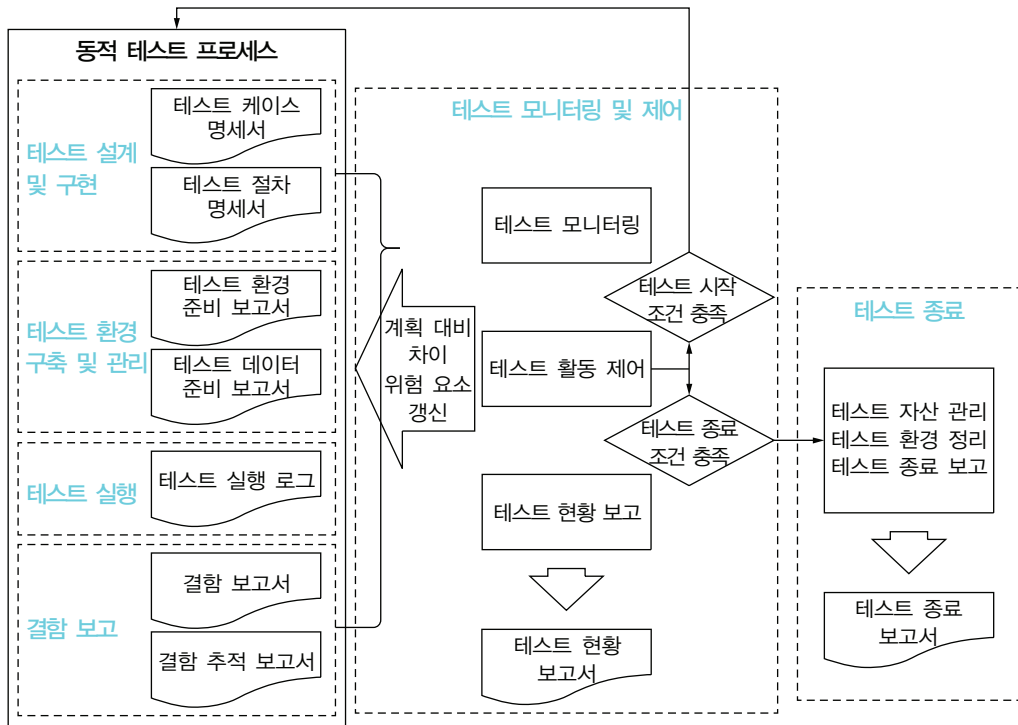 동적 테스트 프로세스
테스트 설계
및 구현
테스트 케이스
명세서
테스트 절차
명세서
테스트 환경
구축 및 관리
테스트 환경
준비 보고서
테스트 데이터
준비 보고서
테스트 실행
테스트 실행 로그
결함 보고
결함 보고서
결함 추적 보고서
계획 대비
차이
위험 요소
갱신
테스트 모니터링 및 제어
테스트 모니터링
테스트 시작
조건 충족
테스트 활동 제어
테스트 종료
조건 충족
테스트 현황 보고
테스트 현황
보고서
테스트 종료
테스트 자산 관리
테스트 환경 정리
테스트 종료 보고
테스트 종료
보고서